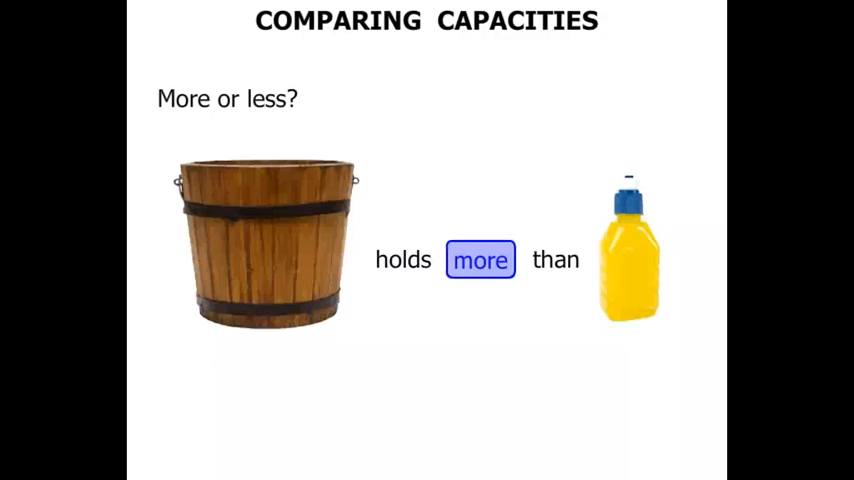 COMPARING CAPACITIES
More or less?
holds more than